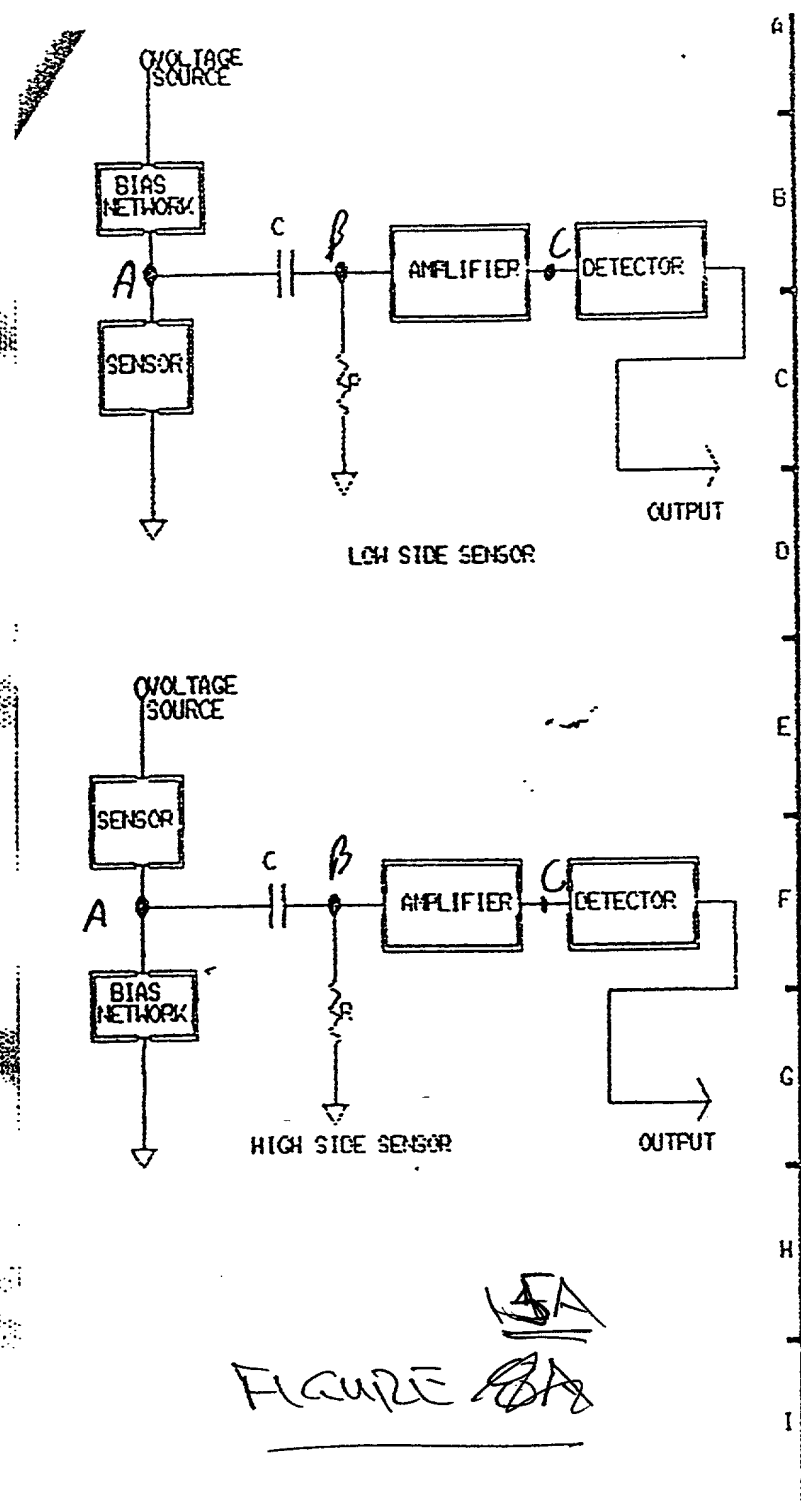 A
VOLTAGE
SOURCE
BIAS
NETWORK
B
C
B
A
AMPLIFIER
C
DETECTOR
SENSOR
R
C
OUTPUT
LOW SIDE SENSOR
D
VOLTAGE
SOURCE
E
SENSOR
C
B
A
AMPLIFIER
C
DETECTOR
F
BIAS
NETWORK
R
G
HIGH SIDE SENSOR
OUTPUT
H
FIGURE
I